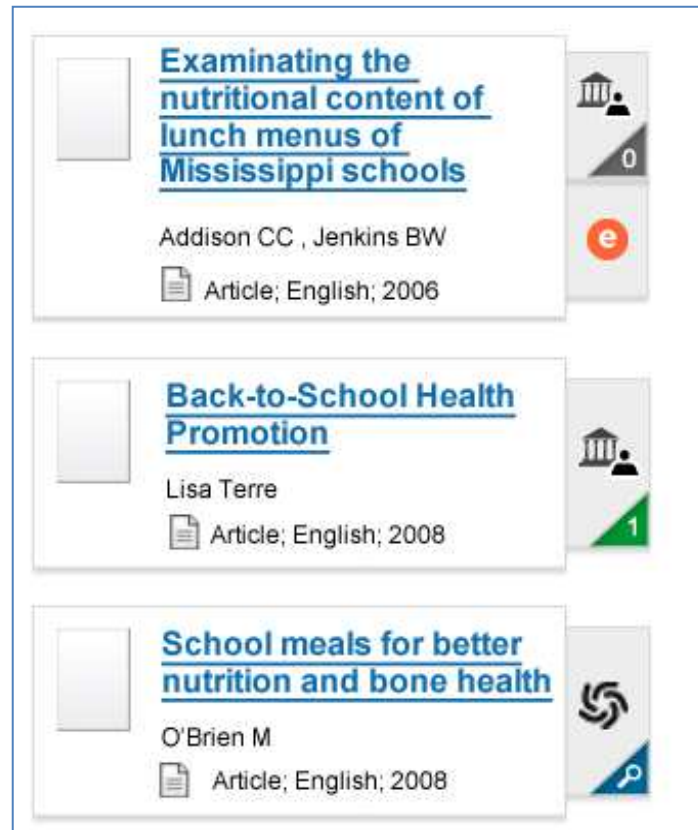 Examinating the
nutritional content of
lunch menus of
Mississippi schools
0
Addison CC , Jenkins BW
e
Article; English; 2006
Back-to-School Health
Promotion
Lisa Terre
1
Article; English; 2008
School meals for better
nutrition and bone health
O'Brien M
Article; English; 2008